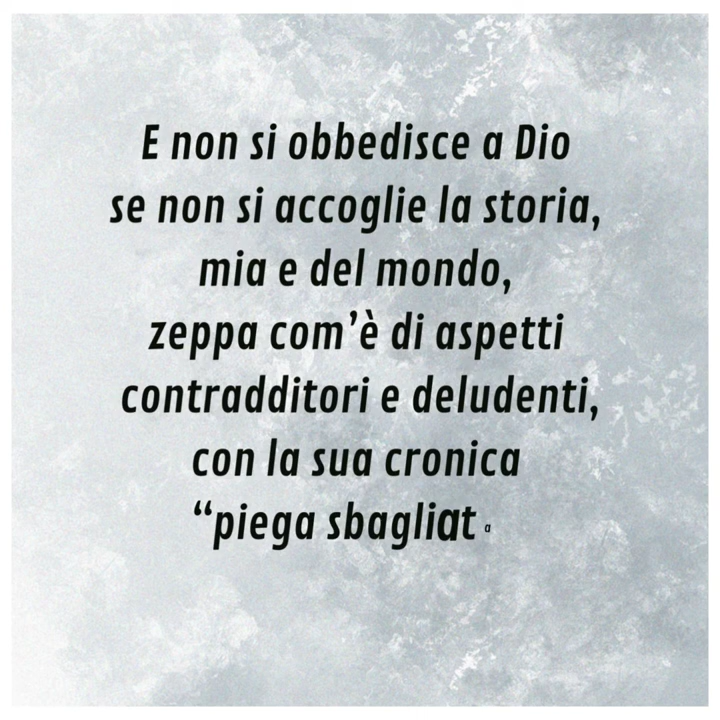 E non si obbedisce a Dio
se non si accoglie la storia,
mia e del mondo,
zeppa com’è di aspetti
contradditori e deludenti,
con la sua cronica
“piega sbagliata